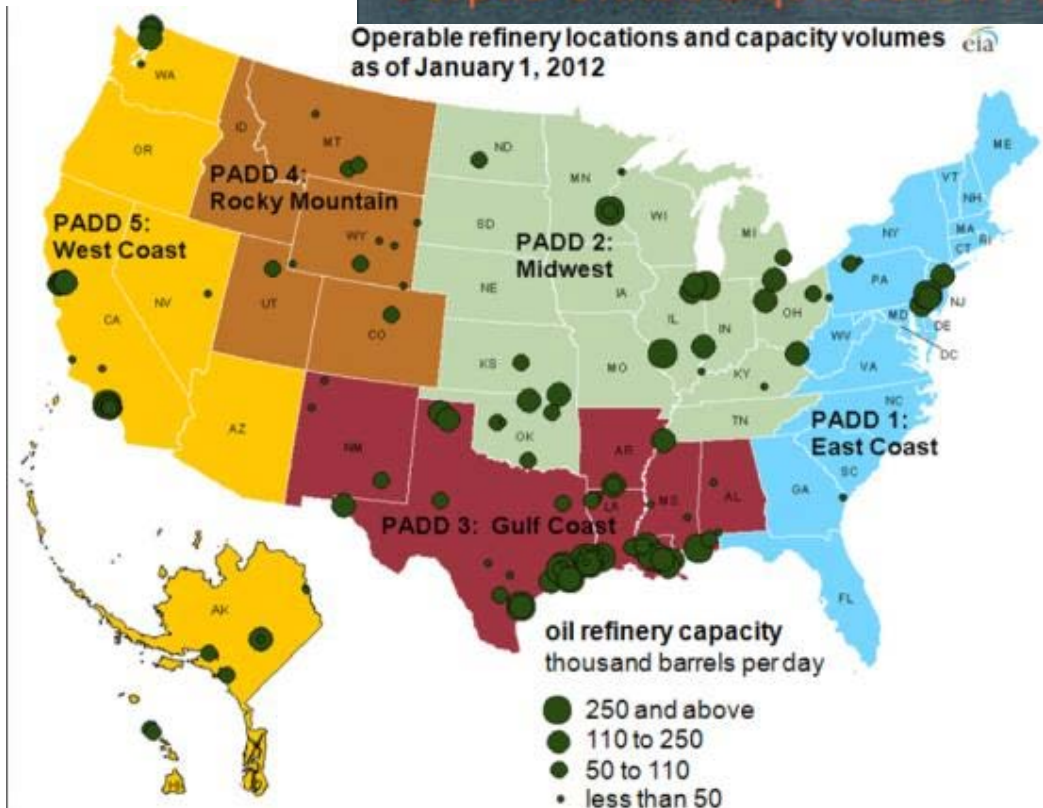 Operable refinery locations and capacity volumes
as of January 1, 2012
eia
WA
OR
ID
MT
ND
MN
ME
VT
NH
PADD 4:
Rocky Mountain
PADD 5:
West Coast
WY
SD
WI
MI
NY
MA
CT
RI
PADD 2:
Midwest
NV
CA
UT
CO
NE
IA
IL
IN
OH
PA
NJ
MD
DE
DC
WV
VA
KS
MO
KY
NC
TN
AZ
NM
OK
AR
PADD 1:
East Coast
SC
GA
MS
AL
LA
PADD 3: Gulf Coast
FL
AK
HI
oil refinery capacity
thousand barrels per day
250 and above
110 to 250
50 to 110
less than 50